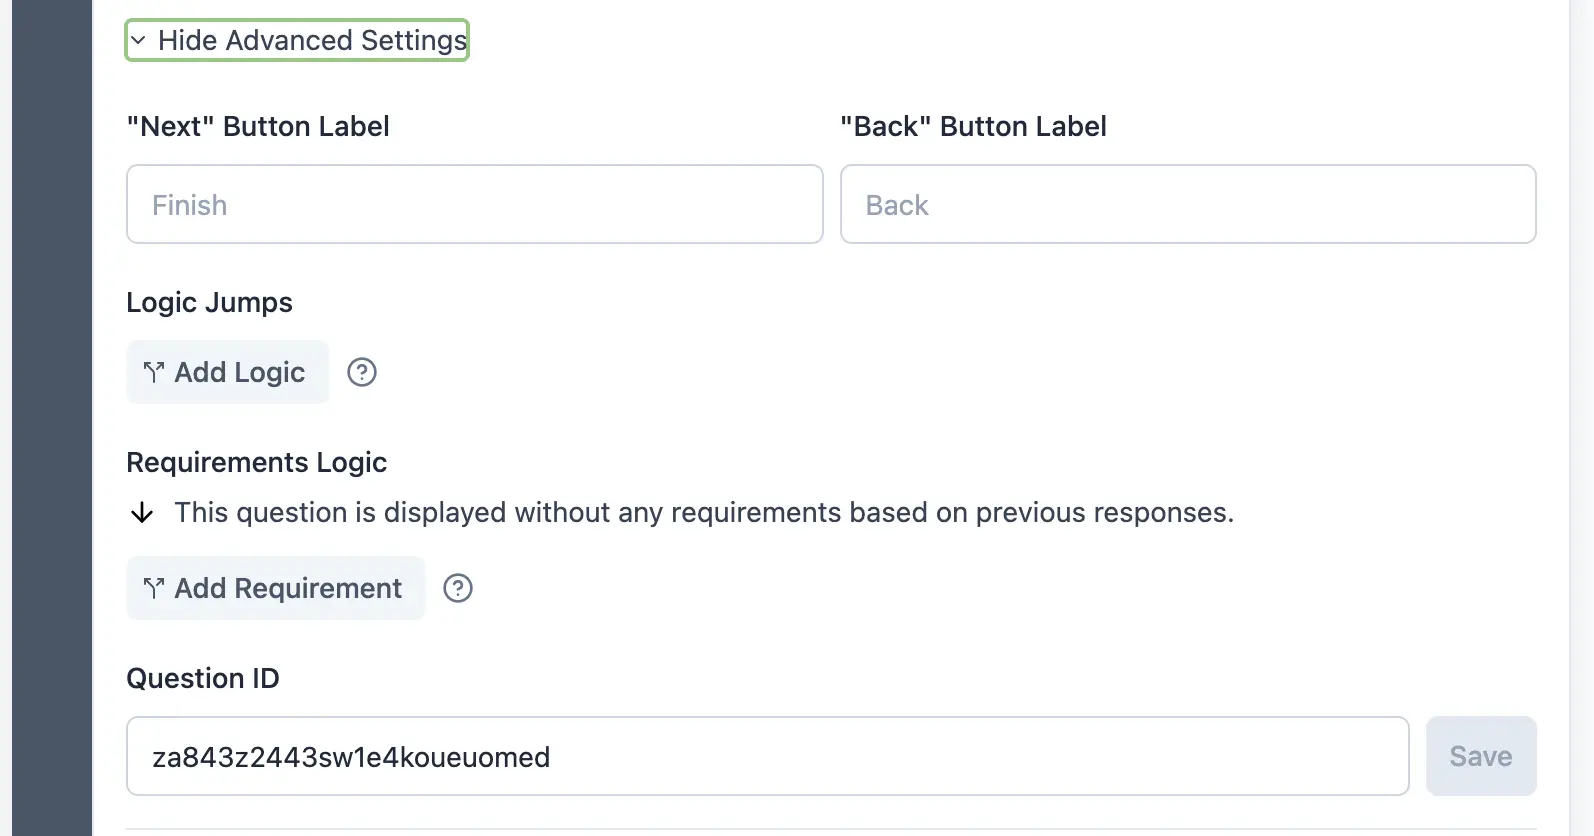 Hide Advanced Settings
"Next" Button Label
"Back" Button Label
Finish
Back
Logic Jumps
Add Logic
Requirements Logic
This question is displayed without any requirements based on previous responses.
Add Requirement
Question ID
za843z2443sw1e4koueuomed
Save